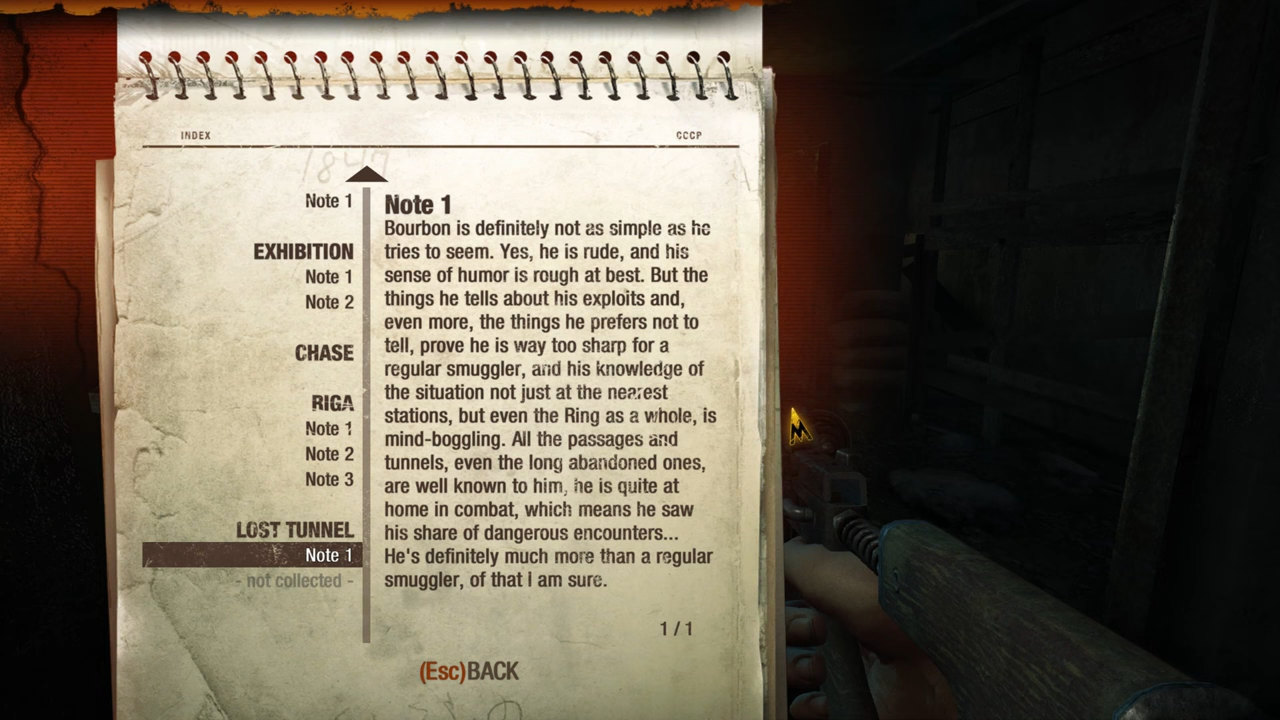 INDEX
CCCP
Note 1
EXHIBITION
Note 1
Note 2
CHASE
RIGA
Note 1
Note 2
Note 3
LOST TUNNEL
Note 1
- not collected -
Note 1
Bourbon is definitely not as simple as he
tries to seem. Yes, he is rude, and his
sense of humor is rough at best. But the
things he tells about his exploits and,
even more, the things he prefers not to
tell, prove he is way too sharp for a
regular smuggler, and his knowledge of
the situation not just at the nearest
stations, but even the Ring as a whole, is
mind-boggling. All the passages and
tunnels, even the long abandoned ones,
are well known to him, he is quite at
home in combat, which means he saw
his share of dangerous encounters...
He's definitely much more than a regular
smuggler, of that I am sure.
1 / 1
(Esc)BACK